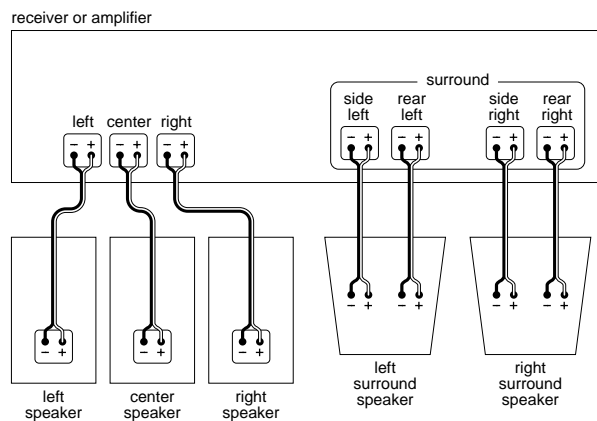 receiver or amplifier
surround
side left
rear left
side right
rear right
left center right
− +
− +
− +
− +
− +
− +
− +
− +
− +
− +
− +
− +
− +
− +
left speaker
center speaker
right speaker
left surround speaker
right surround speaker